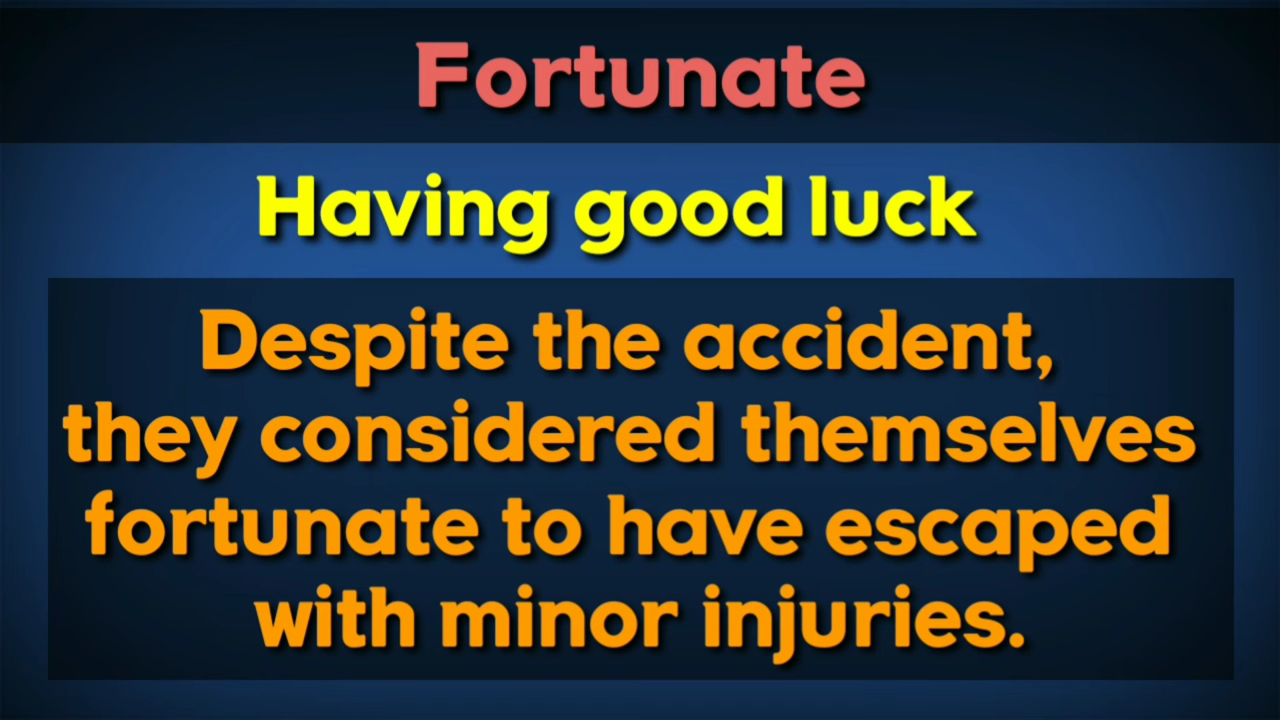 Fortunate
Having good luck
Despite the accident,
they considered themselves
fortunate to have escaped
with minor injuries.